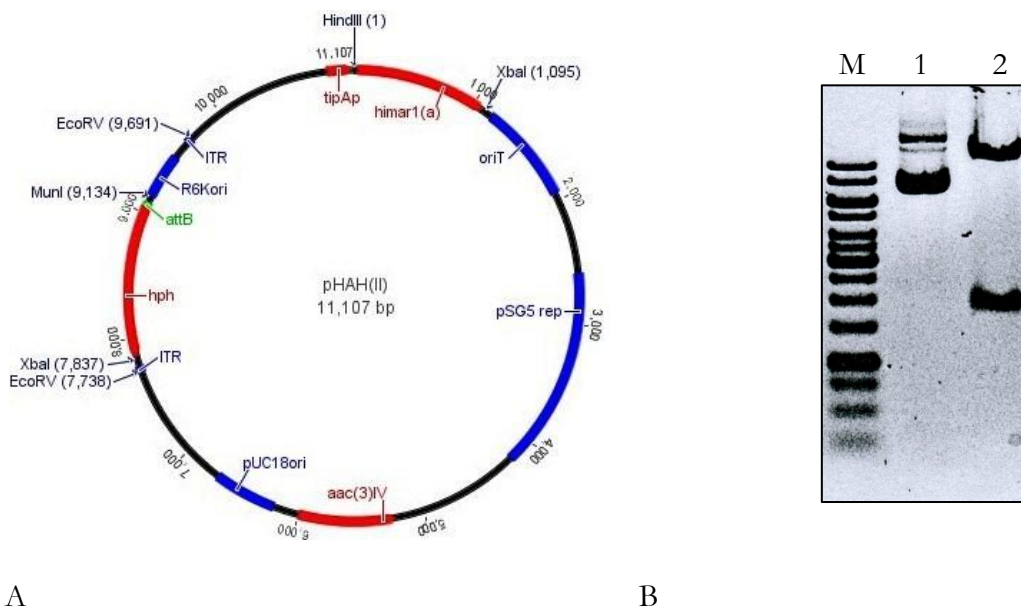 HindIII (1)
11,107
tipAp
himar1(a)
1,000
XbaI (1,095)
oriT
2,000
pSG5 rep
3,000
4,000
5,000
aac(3)IV
6,000
pUC18ori
7,000
EcoRV (7,738)
XbaI (7,837)
ITR
8,000
hph
9,000
attB
MunI (9,134)
R6Kori
ITR
EcoRV (9,691)
10,000
pHAH(II)
11,107 bp
M 1 2
A B